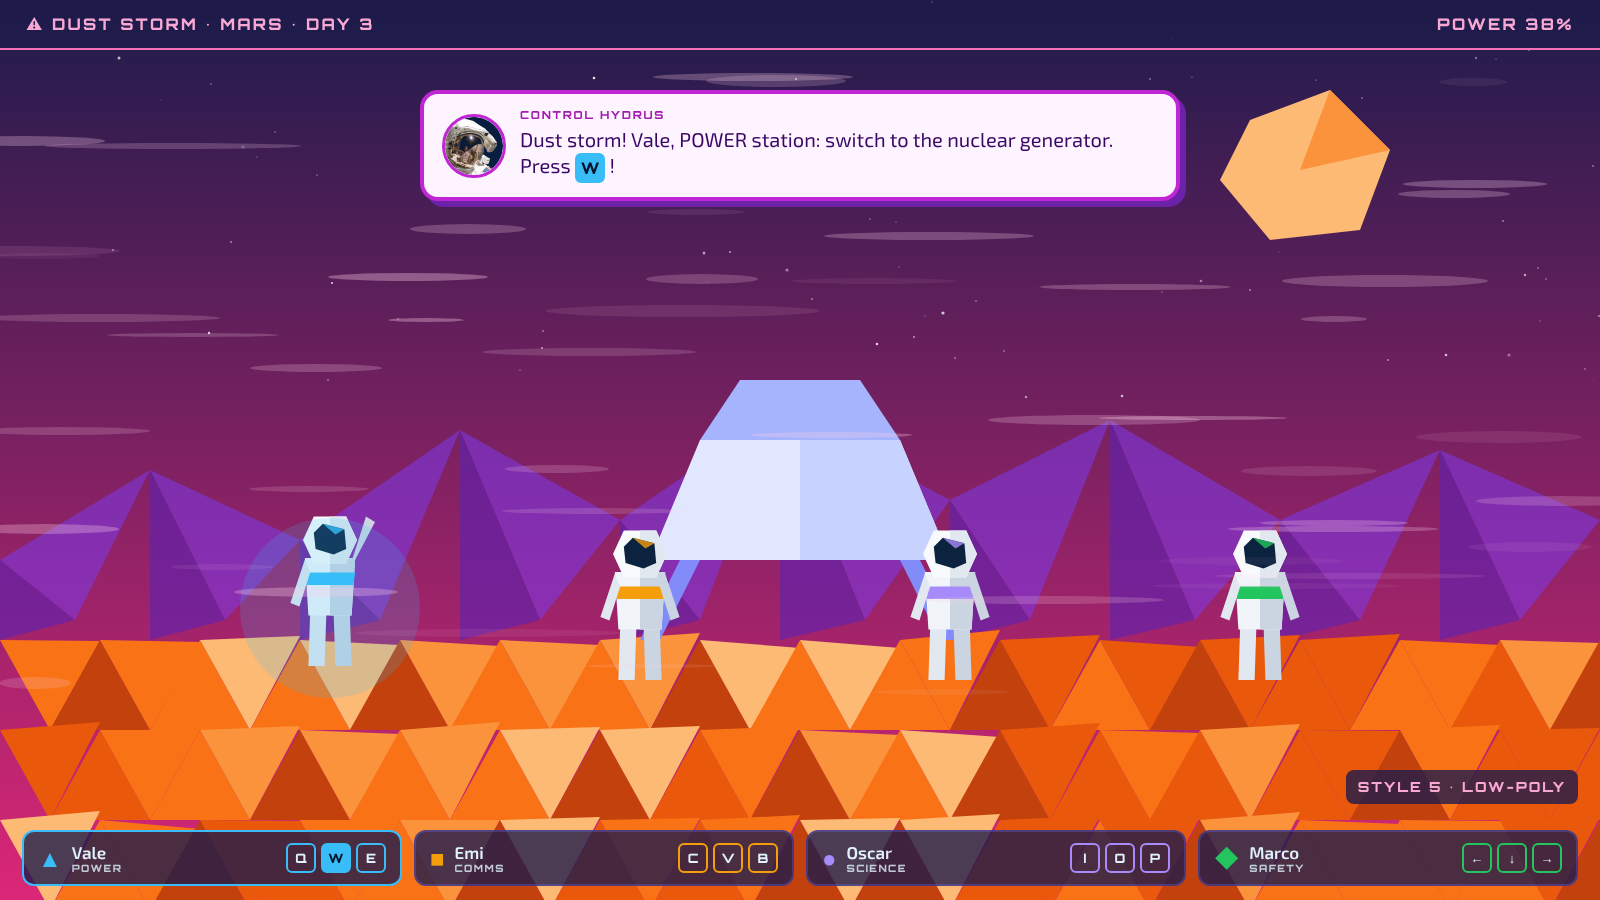 ⚠ DUST STORM · MARS · DAY 3
POWER 38%
CONTROL HYDRUS
Dust storm! Vale, POWER station: switch to the nuclear generator.
Press W !
STYLE 5 · LOW-POLY
Vale
POWER
Q W E
Emi
COMMS
C V B
Oscar
SCIENCE
I O P
Marco
SAFETY
← ↓ →